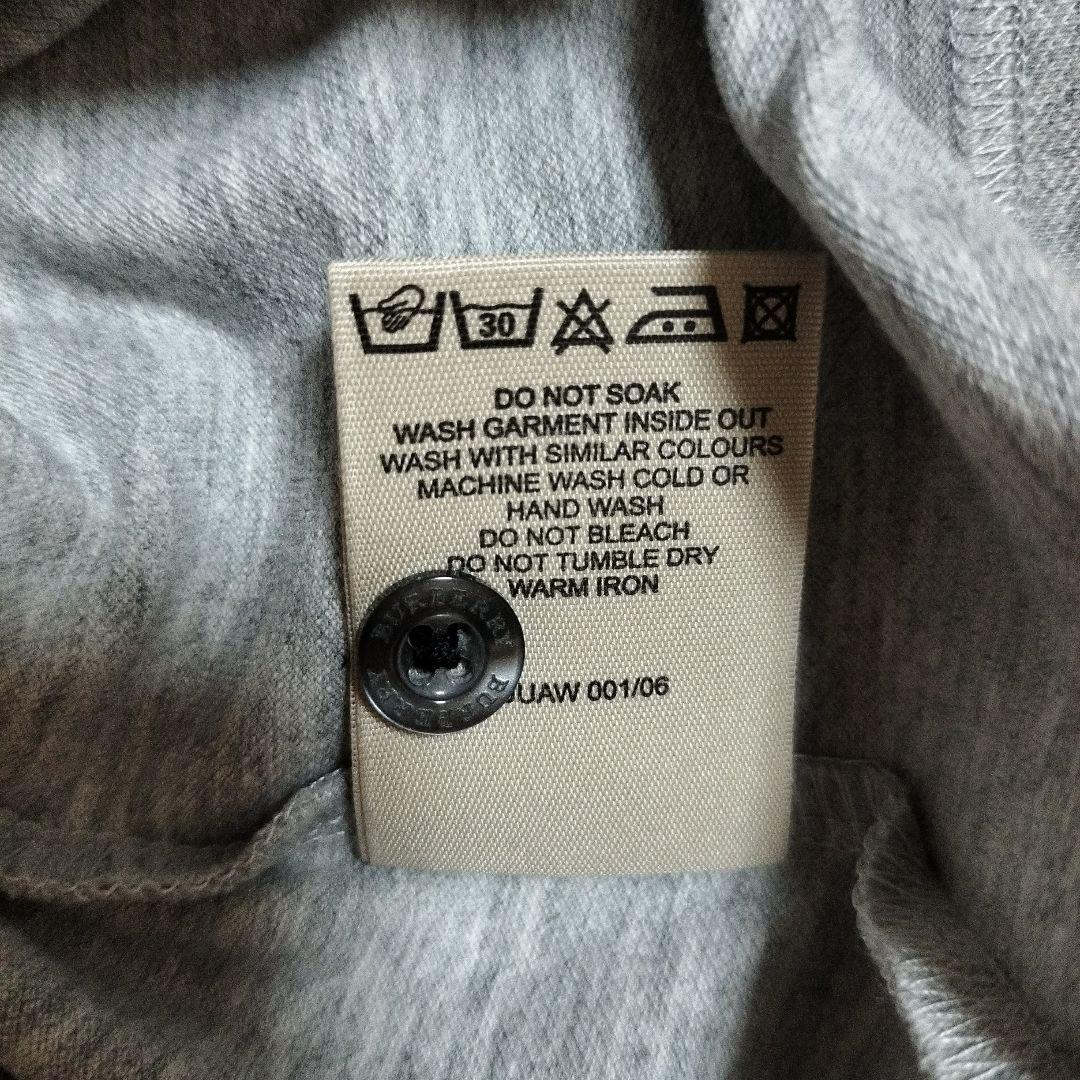 30
DO NOT SOAK
WASH GARMENT INSIDE OUT
WASH WITH SIMILAR COLOURS
MACHINE WASH COLD OR
HAND WASH
DO NOT BLEACH
DO NOT TUMBLE DRY
WARM IRON
BURBERRY
BURBERRY
001/06